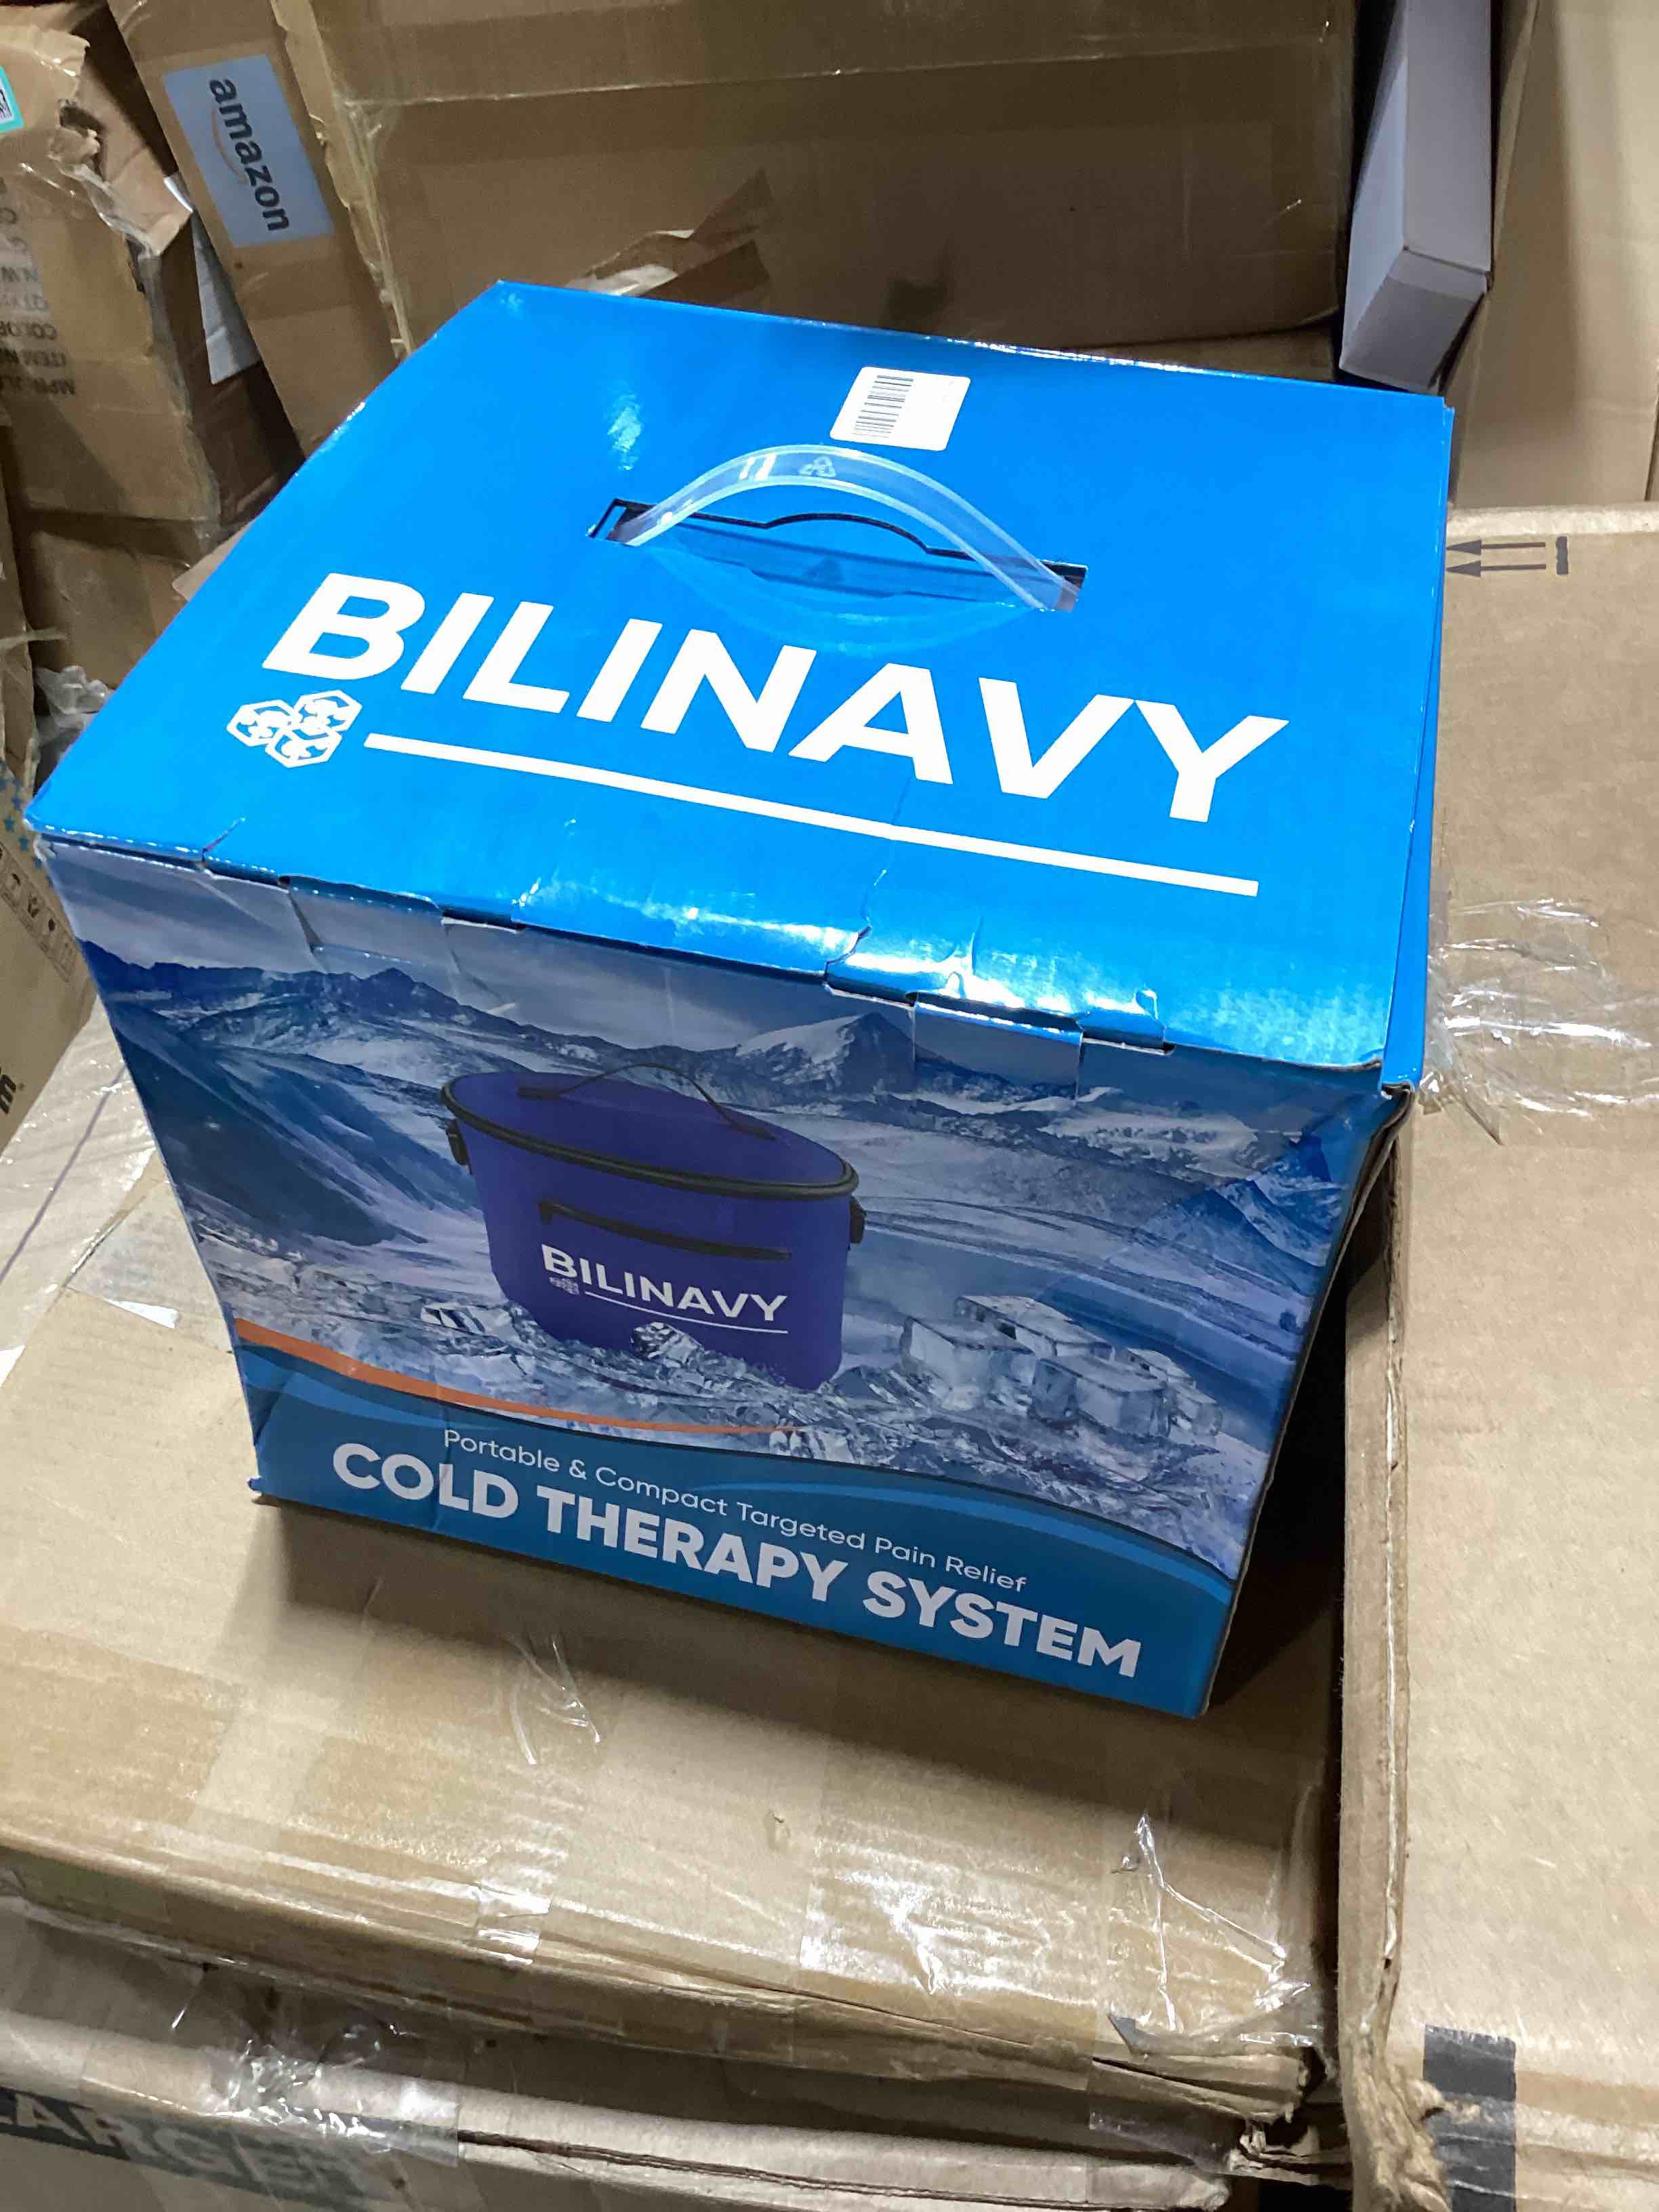 amazon
BILINAVY
BILINAVY
Portable & Compact Targeted Pain Relief
COLD THERAPY SYSTEM